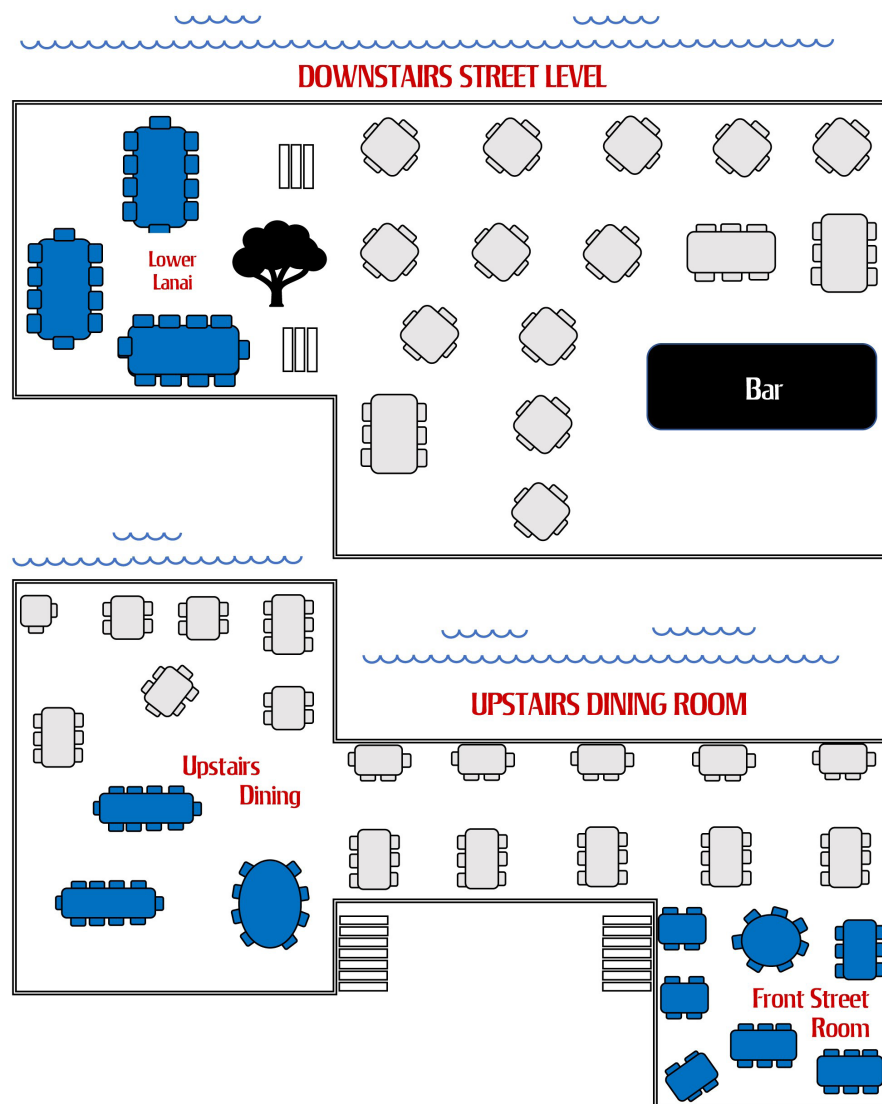 DOWNSTAIRS STREET LEVEL
Lower
Lanai
Bar
UPSTAIRS DINING ROOM
Upstairs
Dining
Front Street
Room